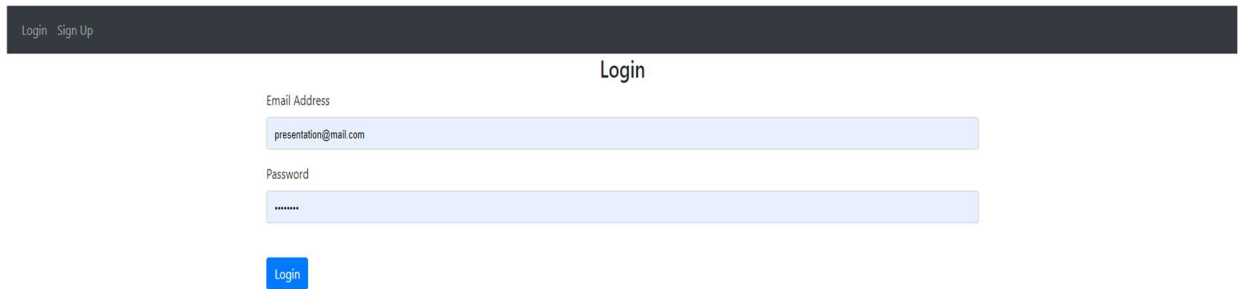 Login Sign Up
Login
Email Address
presentation@mail.com
Password
••••••••
Login